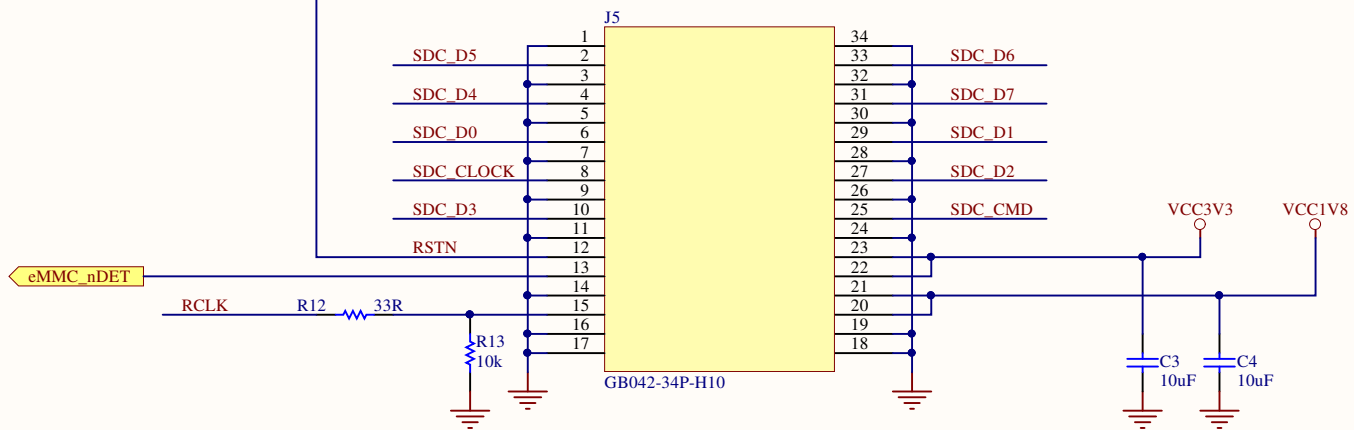 J5
1 34
SDC_D5 2 33 SDC_D6
3 32
SDC_D4 4 31 SDC_D7
5 30
SDC_D0 6 29 SDC_D1
7 28
SDC_CLOCK 8 27 SDC_D2
9 26
SDC_D3 10 25 SDC_CMD VCC3V3 VCC1V8
11 24
RSTN 12 23
eMMC_nDET 13 22
14 21
RCLK R12 33R 15 20
16 19
R13 17 18
10k C3 C4
GB042-34P-H10 10uF 10uF